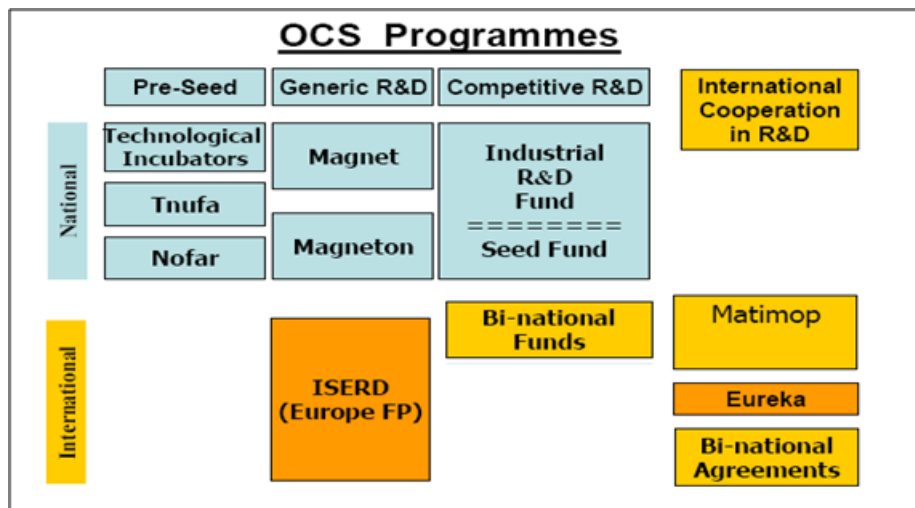 OCS Programmes
Pre-Seed
Generic R&D
Competitive R&D
International
Cooperation
in R&D
National
Technological
Incubators
Tnufa
Nofar
Magnet
Magneton
Industrial
R&D
Fund
========
Seed Fund
International
ISERD
(Europe FP)
Bi-national
Funds
Matimop
Eureka
Bi-national
Agreements